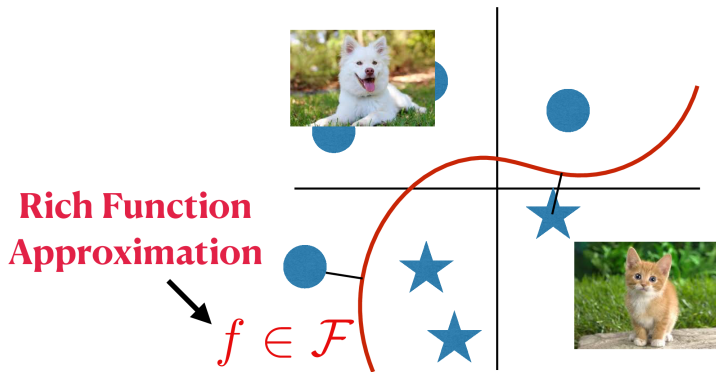 Rich Function
Approximation
f ∈ ℱ